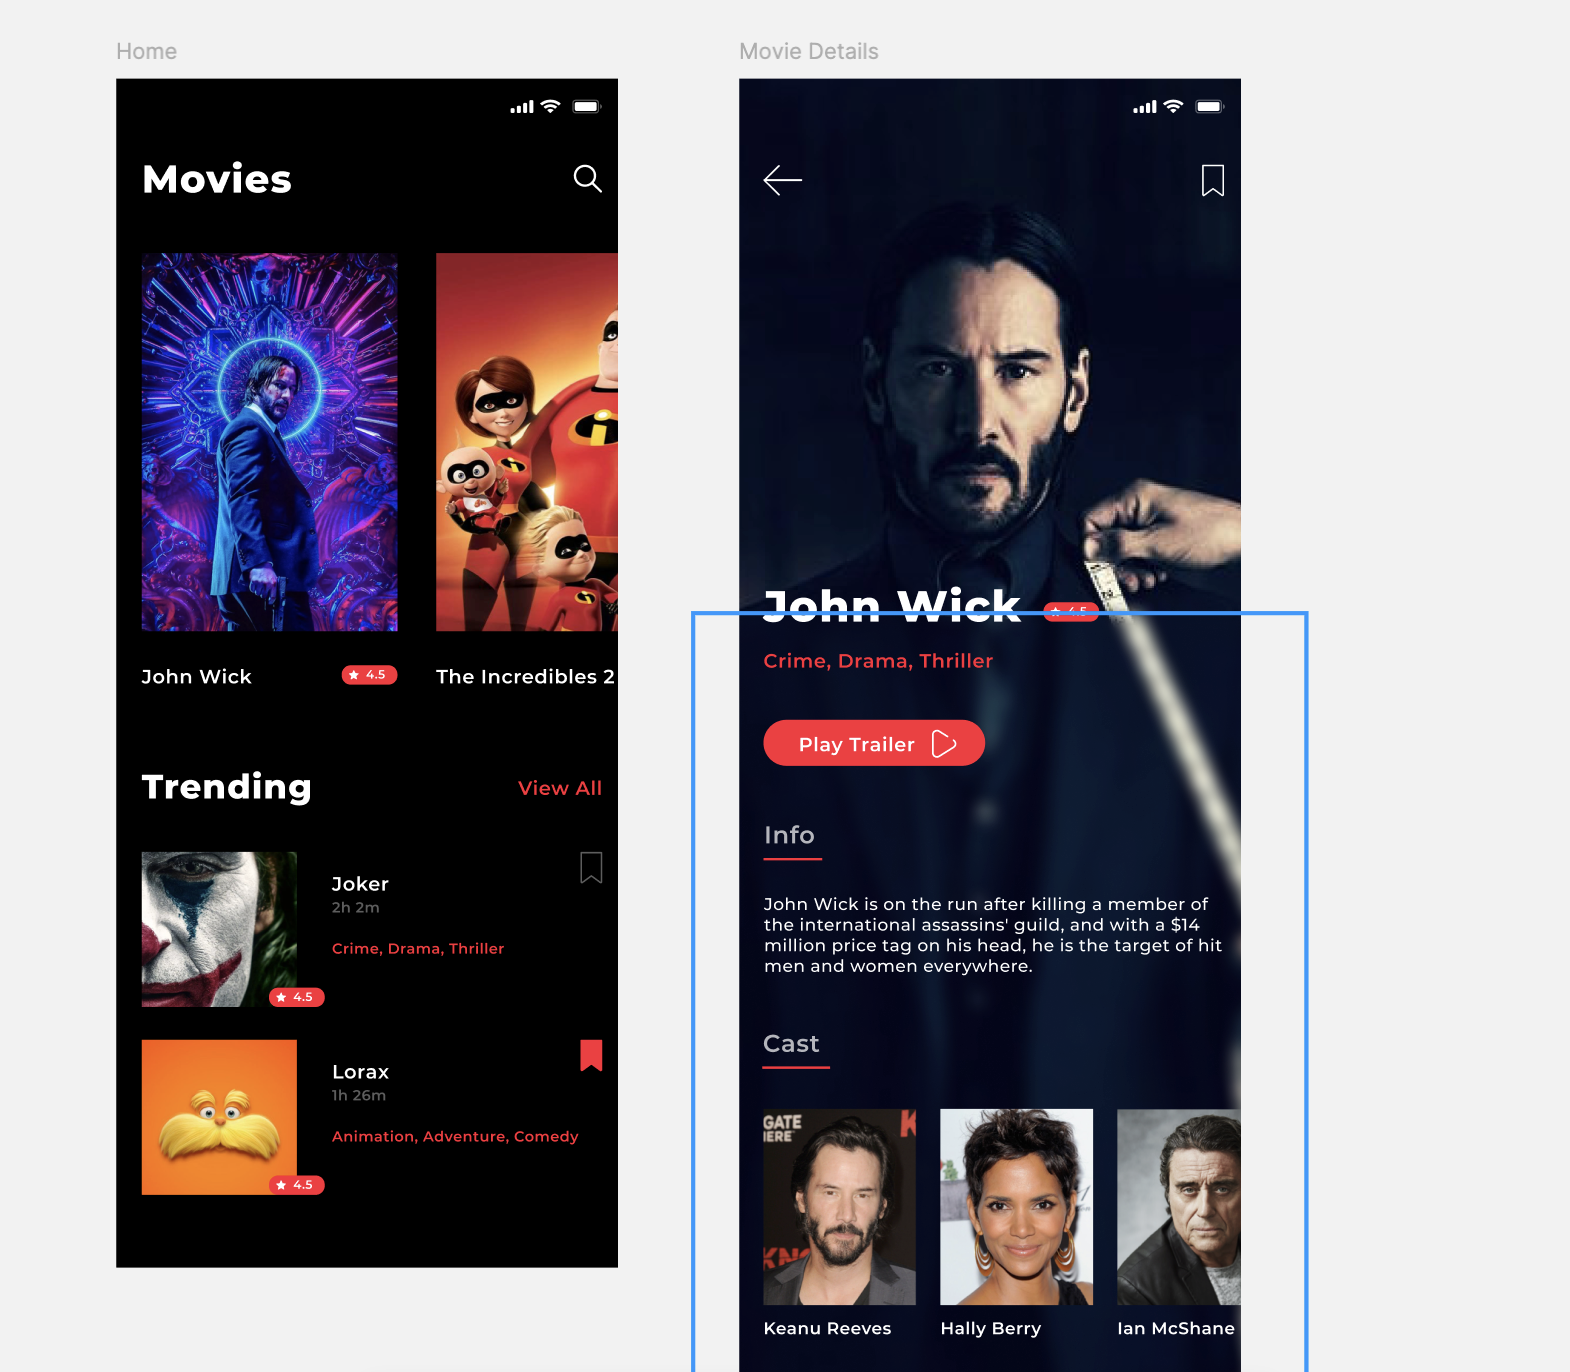 Home
Movies
John Wick
4.5
The Incredibles 2
Trending
View All
Joker
2h 2m
Crime, Drama, Thriller
4.5
Lorax
1h 26m
Animation, Adventure, Comedy
4.5
Movie Details
John Wick
4.5
Crime, Drama, Thriller
Play Trailer
Info
John Wick is on the run after killing a member of
the international assassins' guild, and with a $14
million price tag on his head, he is the target of hit
men and women everywhere.
Cast
GATE
Keanu Reeves
Hally Berry
Ian McShane